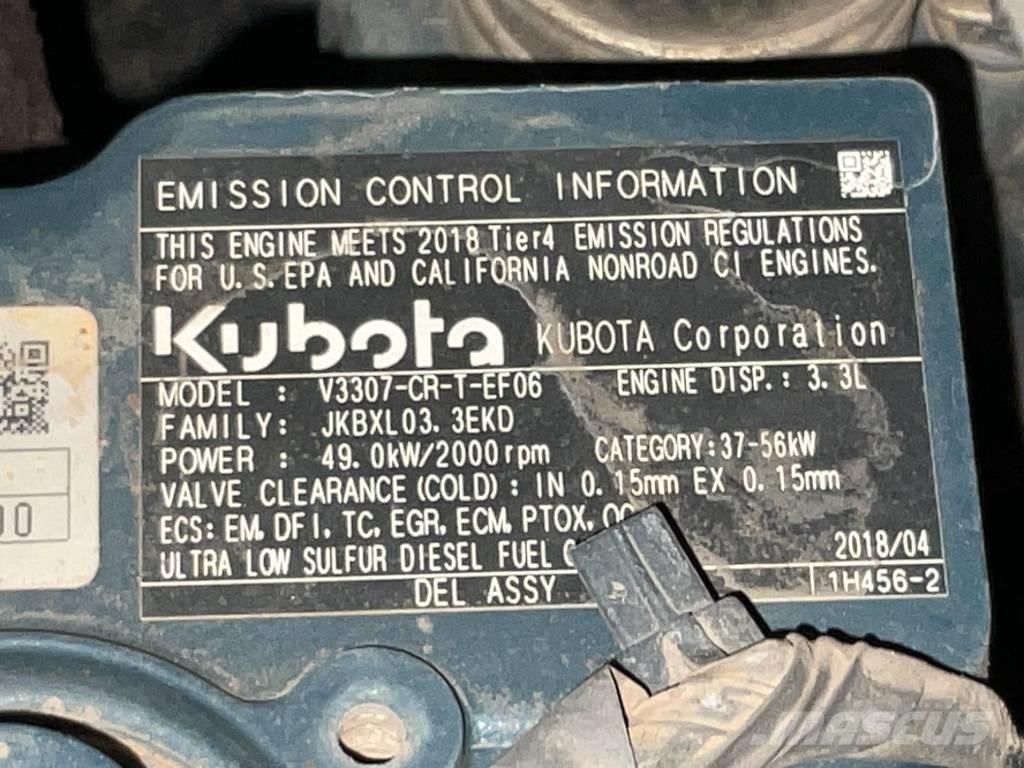 EMISSION CONTROL INFORMATION
THIS ENGINE MEETS 2018 Tier4 EMISSION REGULATIONS
FOR U.S.EPA AND CALIFORNIA NONROAD CI ENGINES.
Kubota KUBOTA Corporation
MODEL : V3307-CR-T-EF06 ENGINE DISP.: 3.3L
FAMILY: JKBXL03.3EKD
POWER : 49.0kW/2000rpm CATEGORY:37-56kW
VALVE CLEARANCE(COLD): IN 0.15mm EX 0.15mm
ECS: EM, DFI, TC, EGR, ECM, PTOX, OC
ULTRA LOW SULFUR DIESEL FUEL 2018/04
DEL ASSY 1H456-2
MASCUS